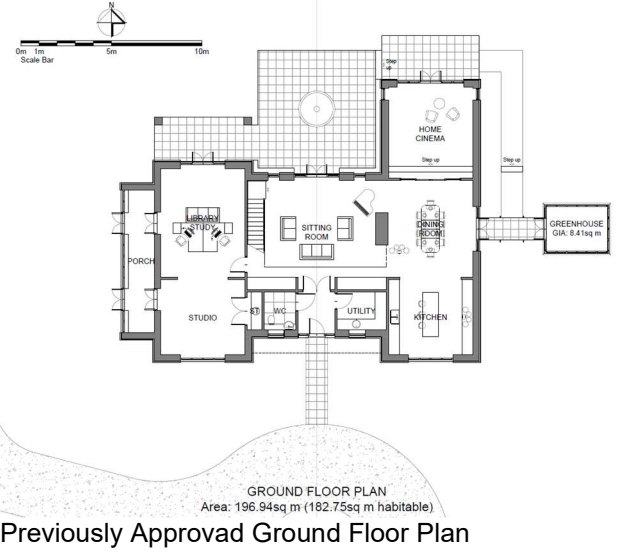 N
0m 1m 5m 10m
Scale Bar
Step
up
HOME
CINEMA
Step up
Step up
LIBRARY
STUDY
SITTING
ROOM
DINING
ROOM
GREENHOUSE
GIA: 8.41sq m
PORCH
STUDIO
ST
WC
UTILITY
KITCHEN
GROUND FLOOR PLAN
Area: 196.94sq m (182.75sq m habitable)
Previously Approvad Ground Floor Plan